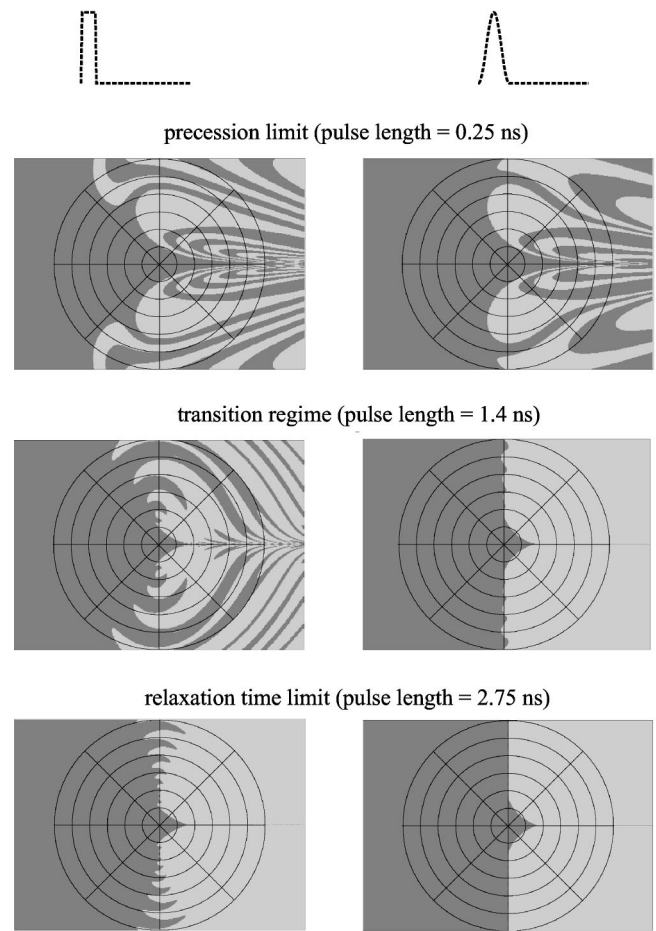 precession limit (pulse length = 0.25 ns)
transition regime (pulse length = 1.4 ns)
relaxation time limit (pulse length = 2.75 ns)